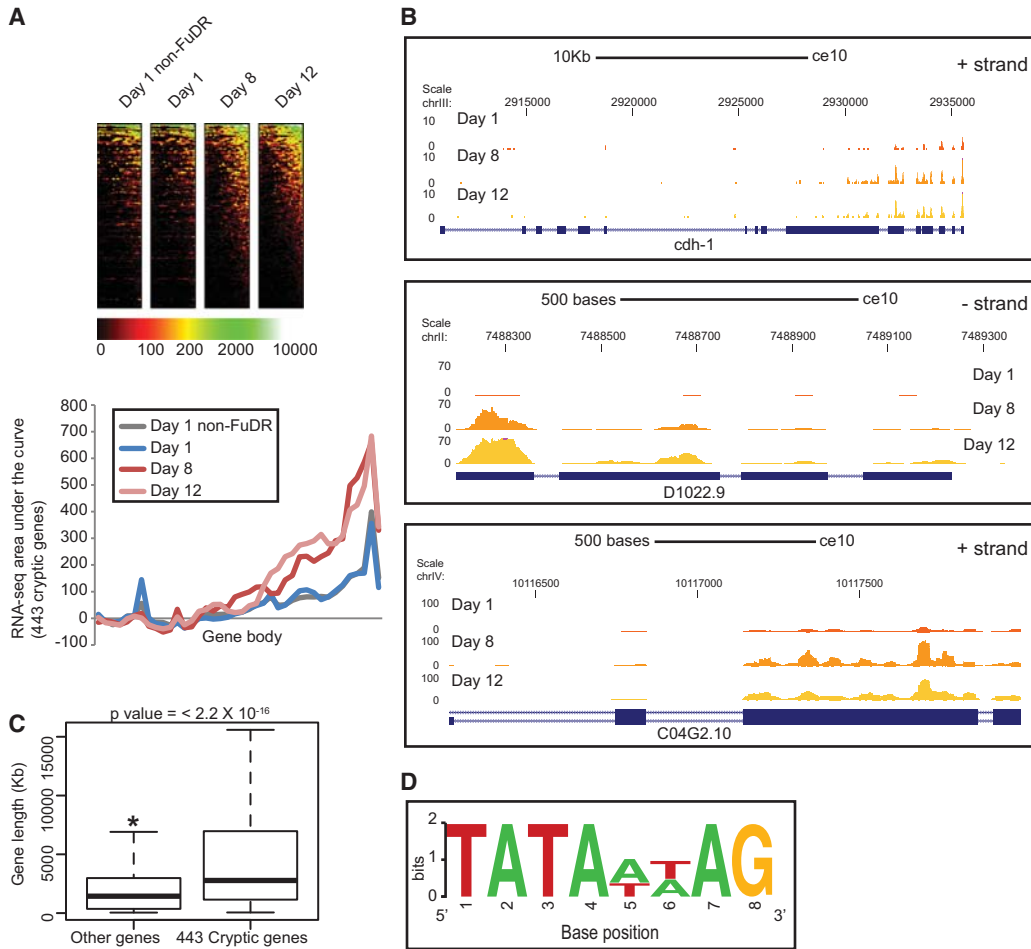 A
Day 1 non-FuDR
Day 1
Day 8
Day 12
0 100 200 2000 10000
800
700
600
500
400
300
200
100
0
-100
RNA-seq area under the curve
(443 cryptic genes)
Day 1 non-FuDR
Day 1
Day 8
Day 12
Gene body
B
10Kb ce10 + strand
Scale
chrIII: 2915000 2920000 2925000 2930000 2935000
10
0
Day 1
10
0
Day 8
10
0
Day 12
cdh-1
500 bases ce10 - strand
Scale
chrII: 7488300 7488500 7488700 7488900 7489100 7489300
70
0
Day 1
70
0
Day 8
70
0
Day 12
D1022.9
500 bases ce10 + strand
Scale
chrIV: 10116500 10117000 10117500
100
0
Day 1
100
0
Day 8
100
0
Day 12
C04G2.10
C
p value = < 2.2 X 10-16
Gene length (Kb)
15000
10000
5000
0
*
Other genes 443 Cryptic genes
D
2
1
0
bits
TATAATAG
TA
5' 1 2 3 4 5 6 7 8 3'
Base position